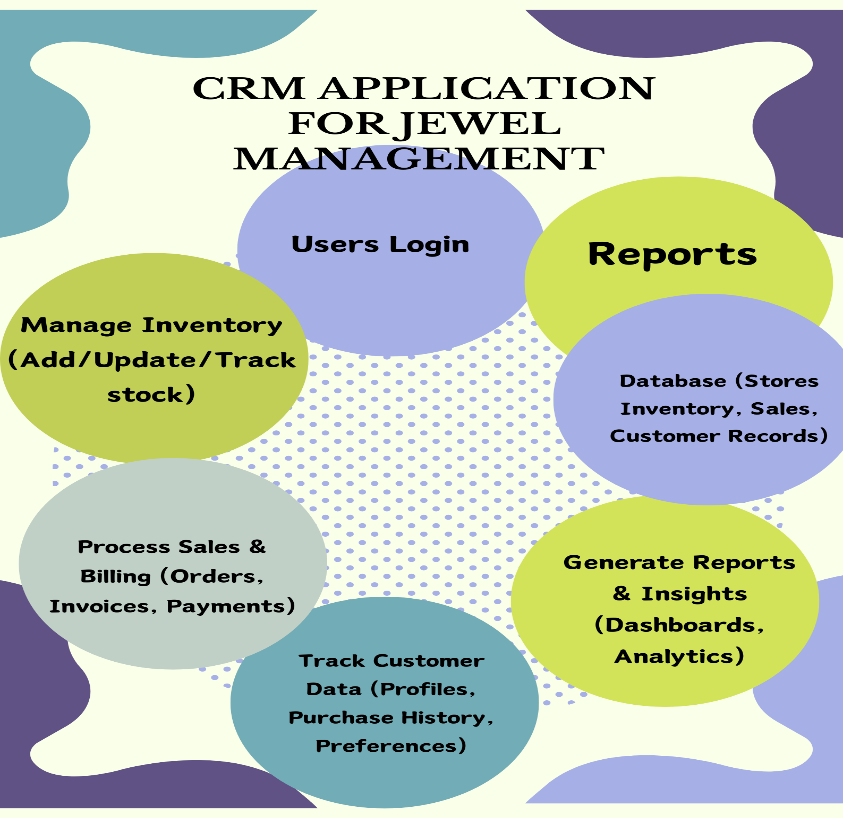 CRM APPLICATION
FOR JEWEL
MANAGEMENT
Users Login
Reports
Manage Inventory
(Add/Update/Track
stock)
Database (Stores
Inventory, Sales,
Customer Records)
Process Sales &
Billing (Orders,
Invoices, Payments)
Generate Reports
& Insights
(Dashboards,
Analytics)
Track Customer
Data (Profiles,
Purchase History,
Preferences)